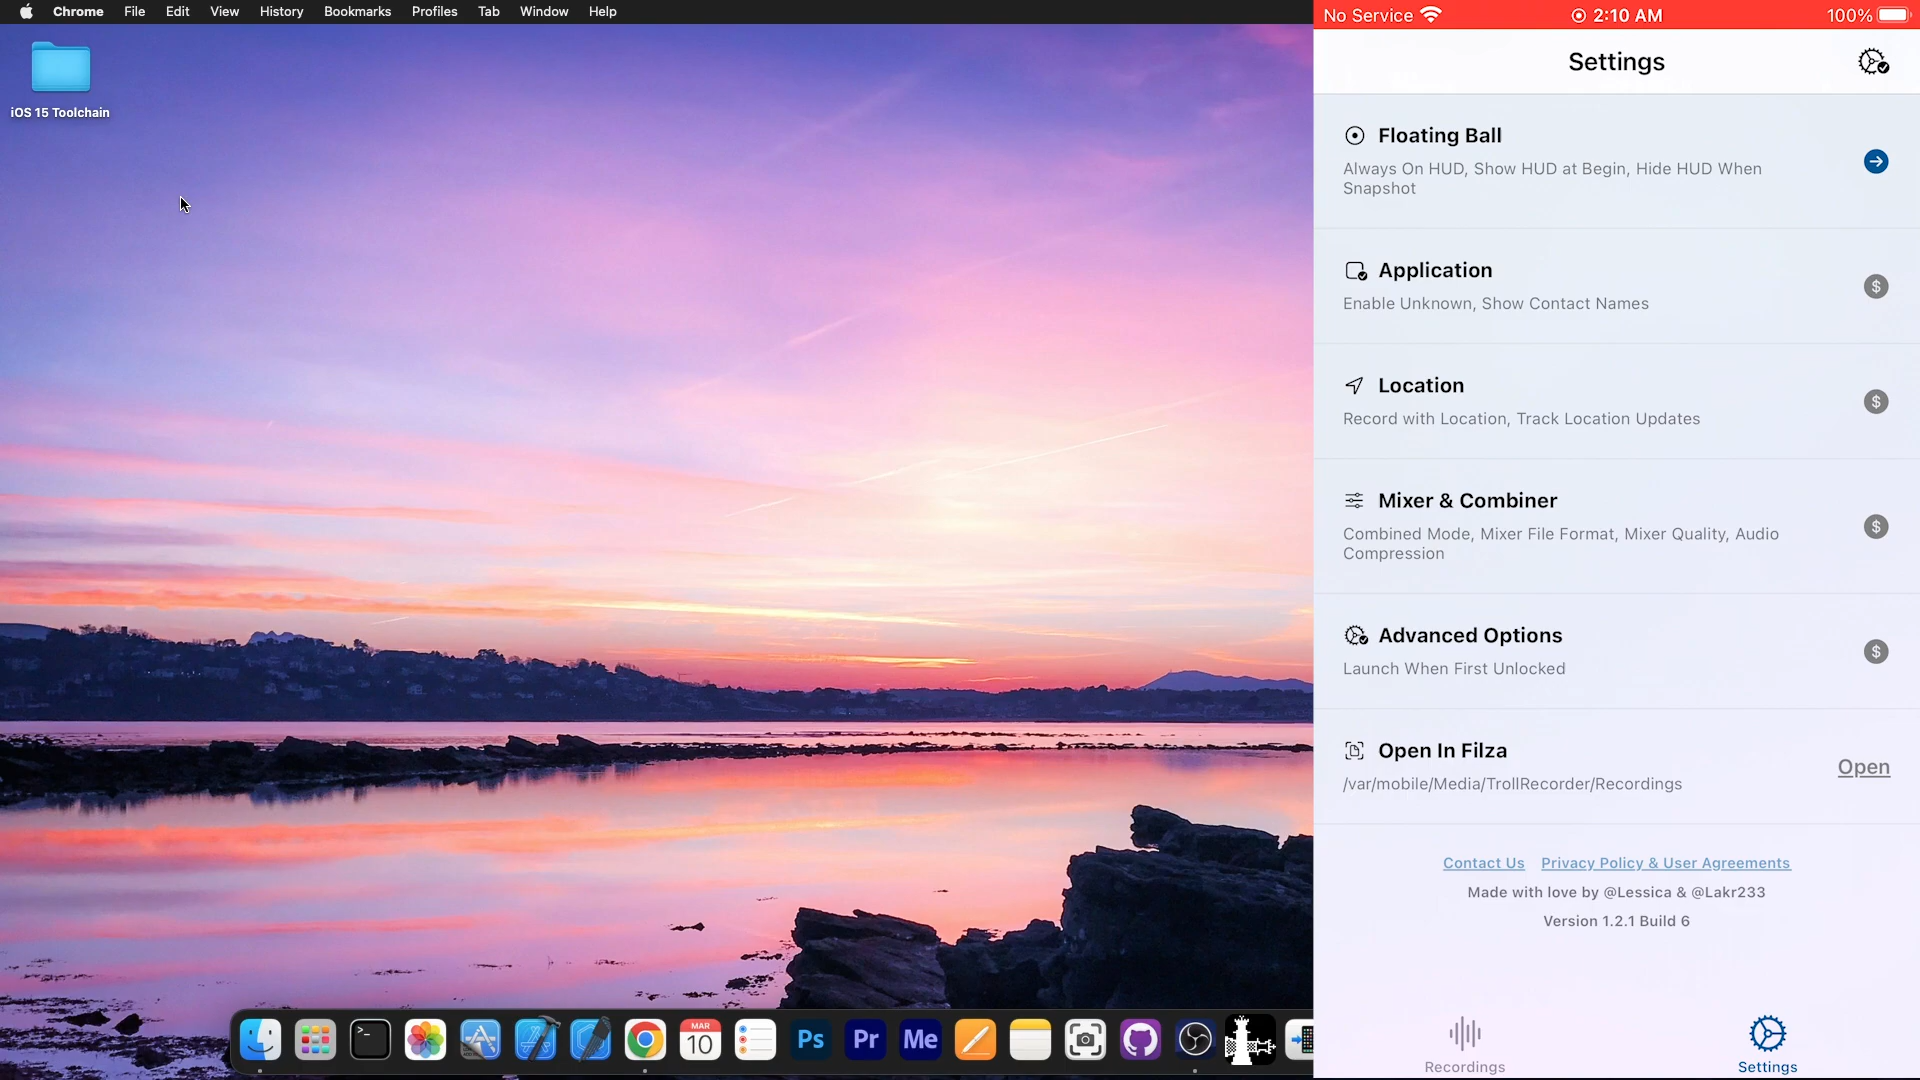 Chrome File Edit View History Bookmarks Profiles Tab Window Help
iOS 15 Toolchain
No Service 2:10 AM 100%
Settings
Floating Ball
Always On HUD, Show HUD at Begin, Hide HUD When
Snapshot
Application
Enable Unknown, Show Contact Names
$
Location
Record with Location, Track Location Updates
$
Mixer & Combiner
Combined Mode, Mixer File Format, Mixer Quality, Audio
Compression
$
Advanced Options
Launch When First Unlocked
$
Open In Filza
/var/mobile/Media/TrollRecorder/Recordings
Open
Contact Us Privacy Policy & User Agreements
Made with love by @Lessica & @Lakr233
Version 1.2.1 Build 6
Recordings Settings
>_
MAR
10
Ps Pr Me